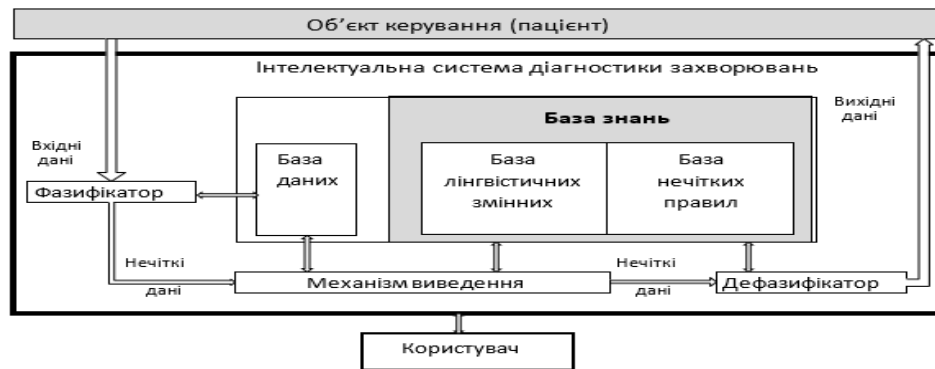 Об’єкт керування (пацієнт)
Інтелектуальна система діагностики захворювань
Вхідні
дані
Вихідні
дані
База знань
База
даних
База
лінгвістичних
змінних
База
нечітких
правил
Фазифікатор
Нечіткі
дані
Механізм виведення
Нечіткі
дані
Дефазифікатор
Користувач